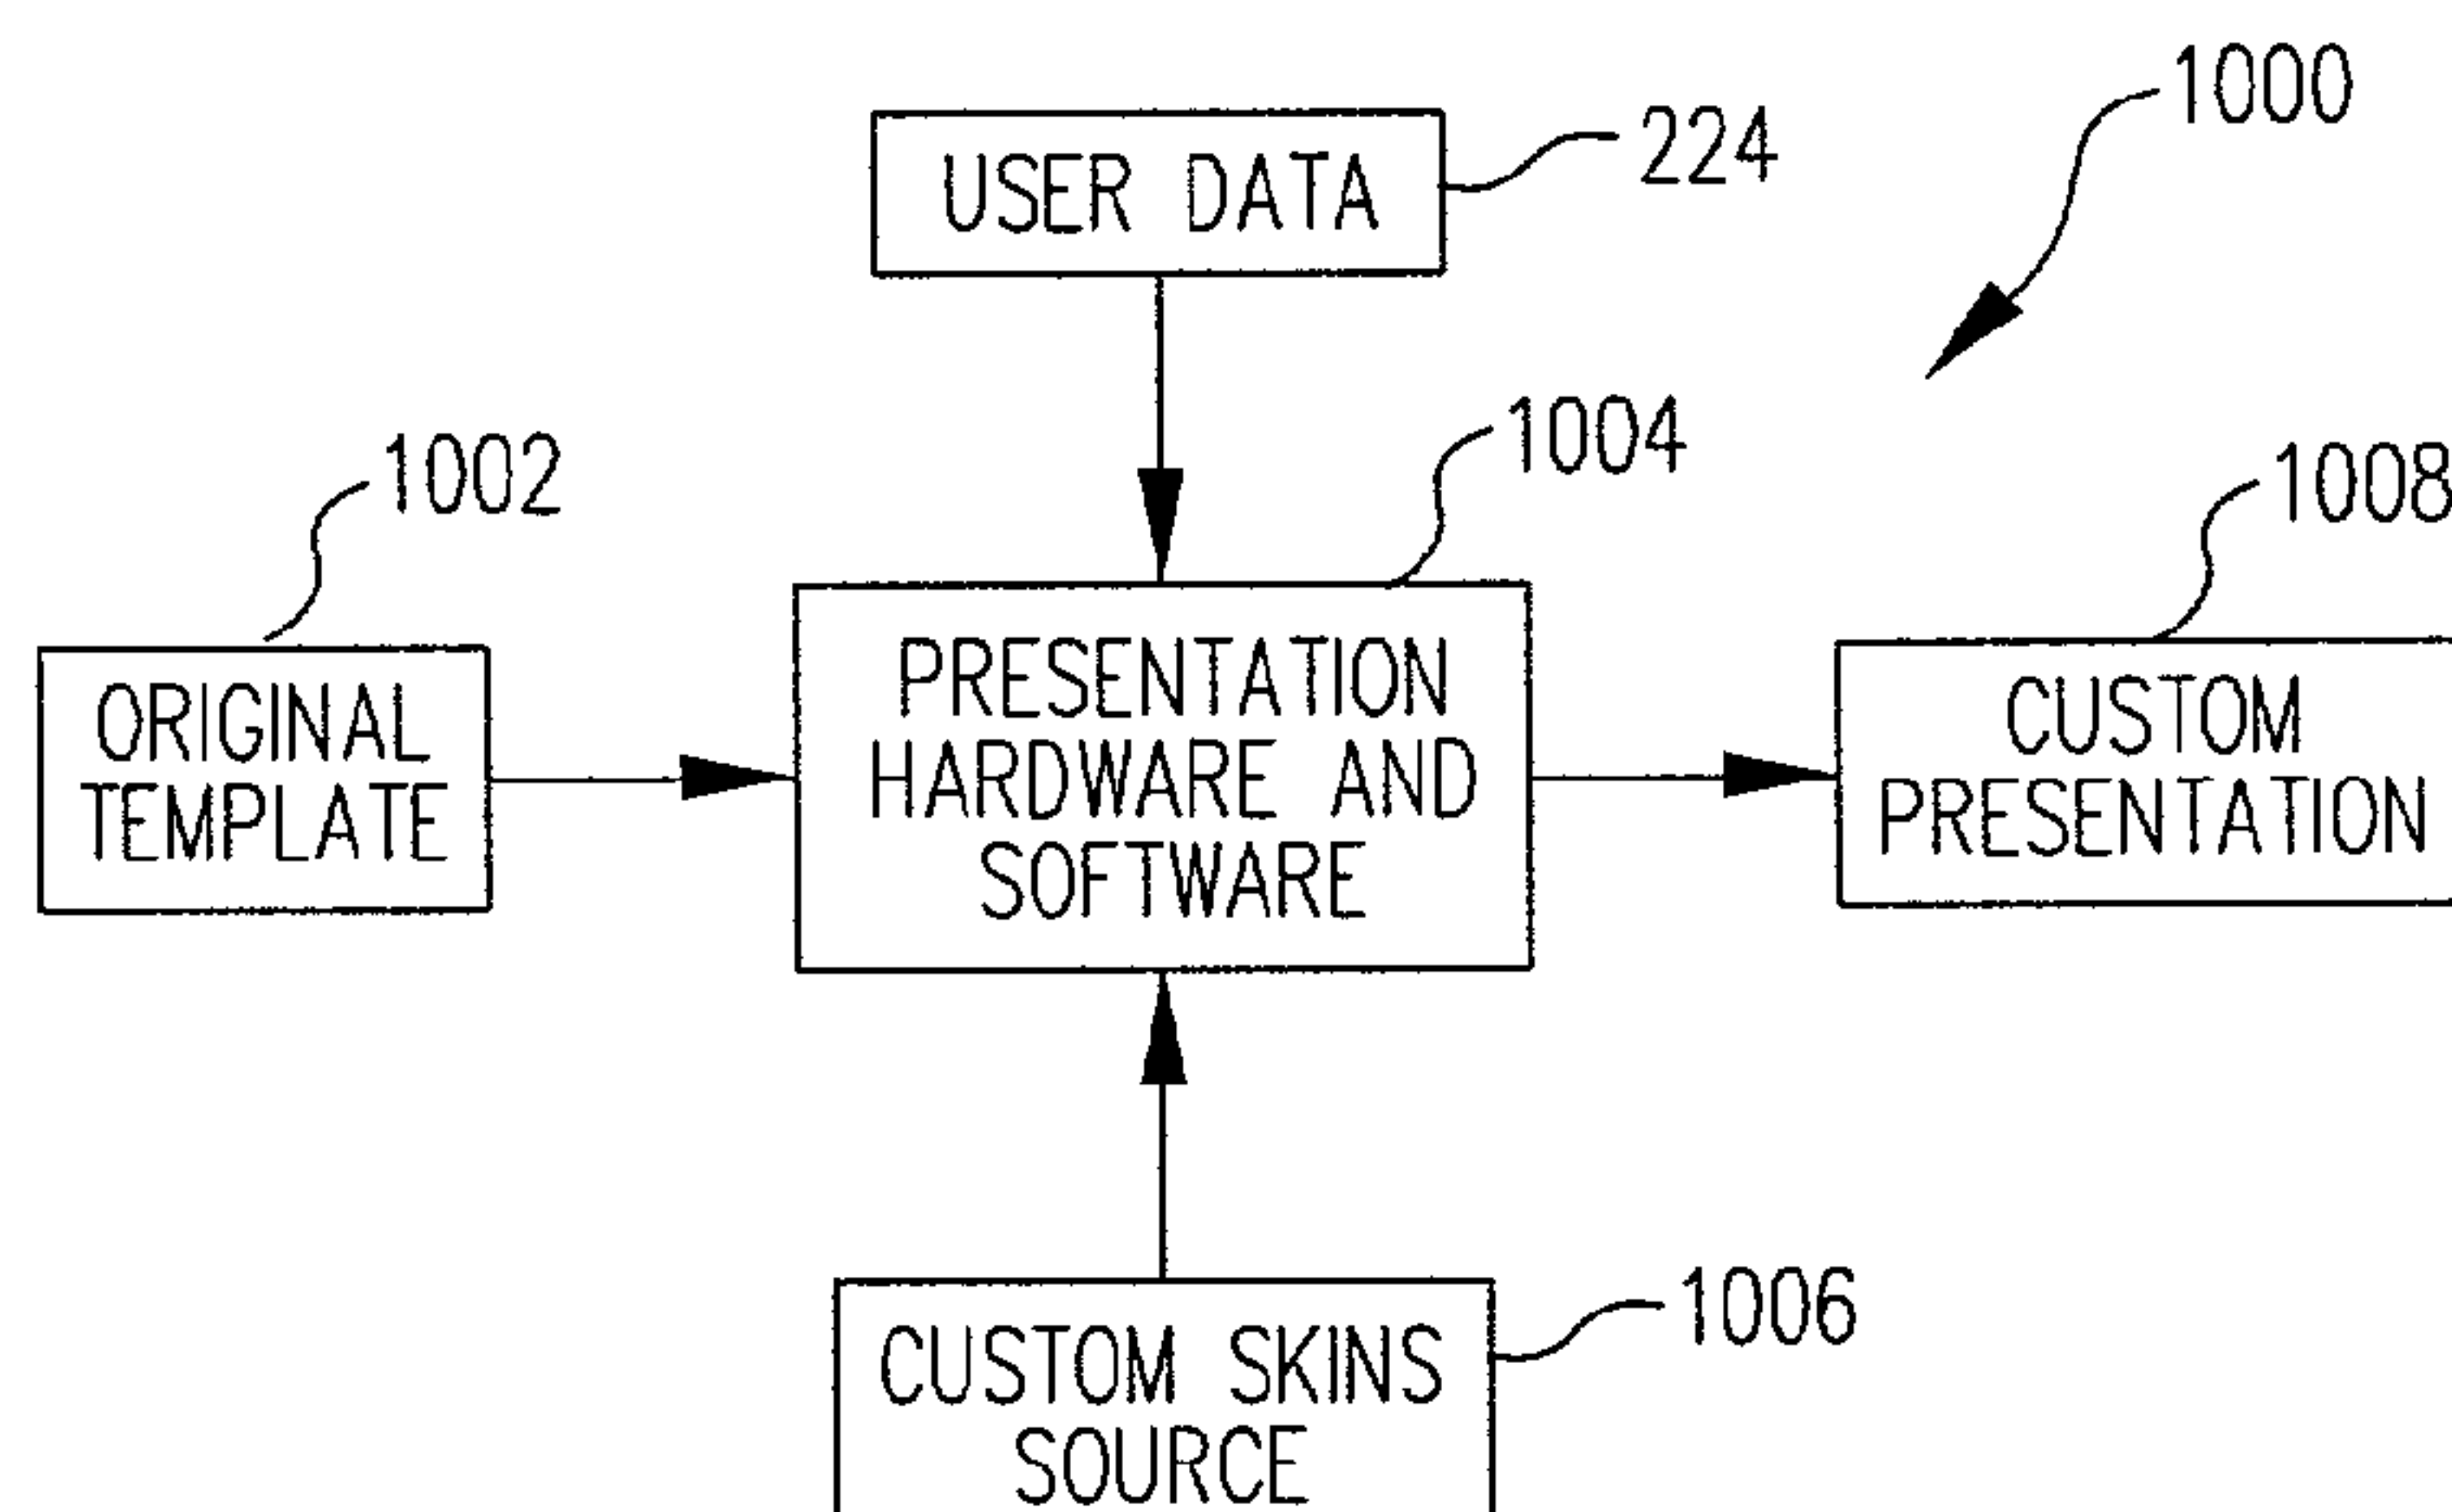 1000
USER DATA
224
1002
1004
1008
ORIGINAL
TEMPLATE
PRESENTATION
HARDWARE AND
SOFTWARE
CUSTOM
PRESENTATION
CUSTOM SKINS
SOURCE
1006